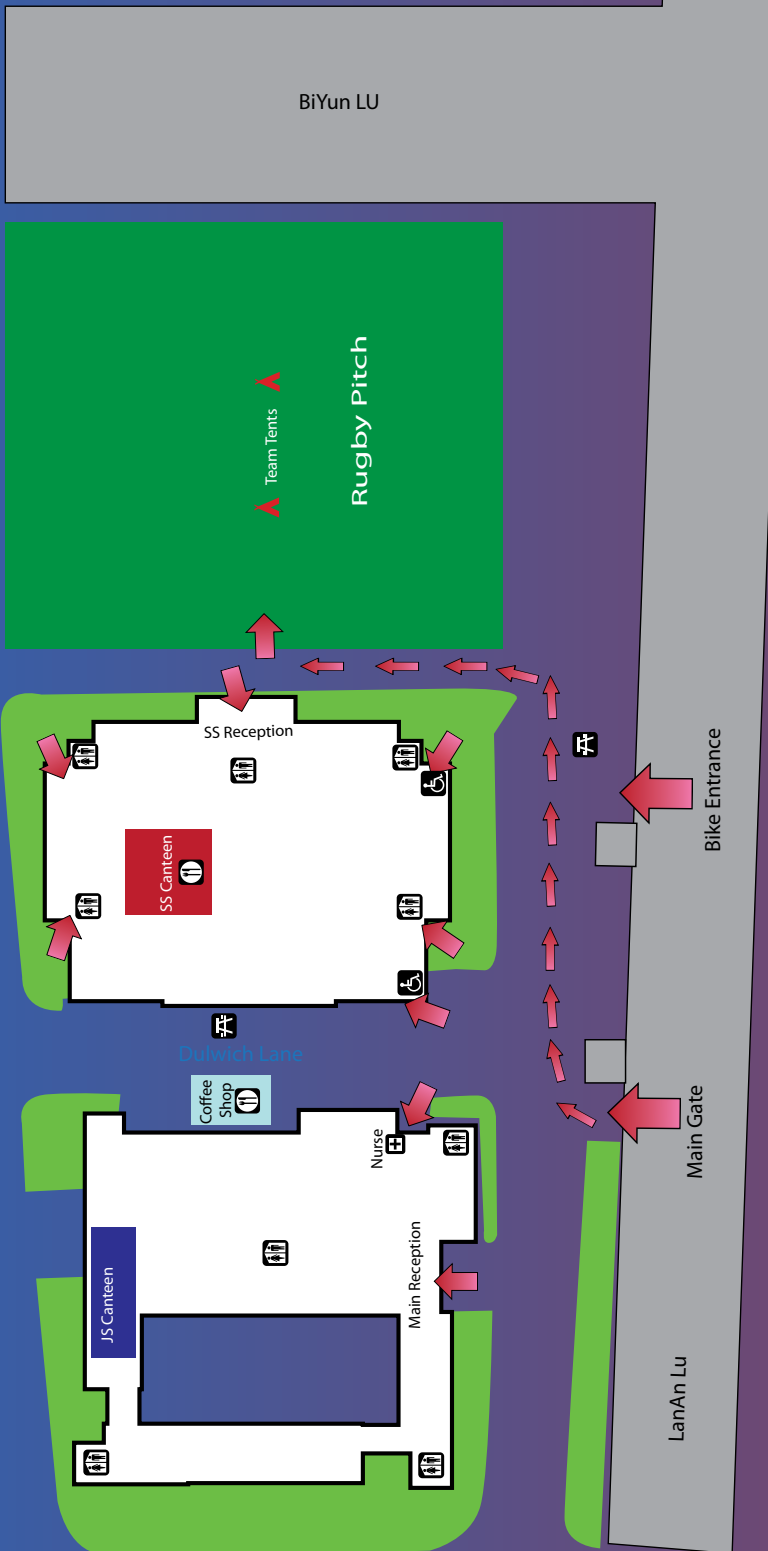 BiYun LU
Rugby Pitch
Team Tents
SS Reception
Bike Entrance
SS Canteen
Dulwich Lane
Coffee
Shop
Nurse
Main Gate
Main Reception
JS Canteen
LanAn Lu